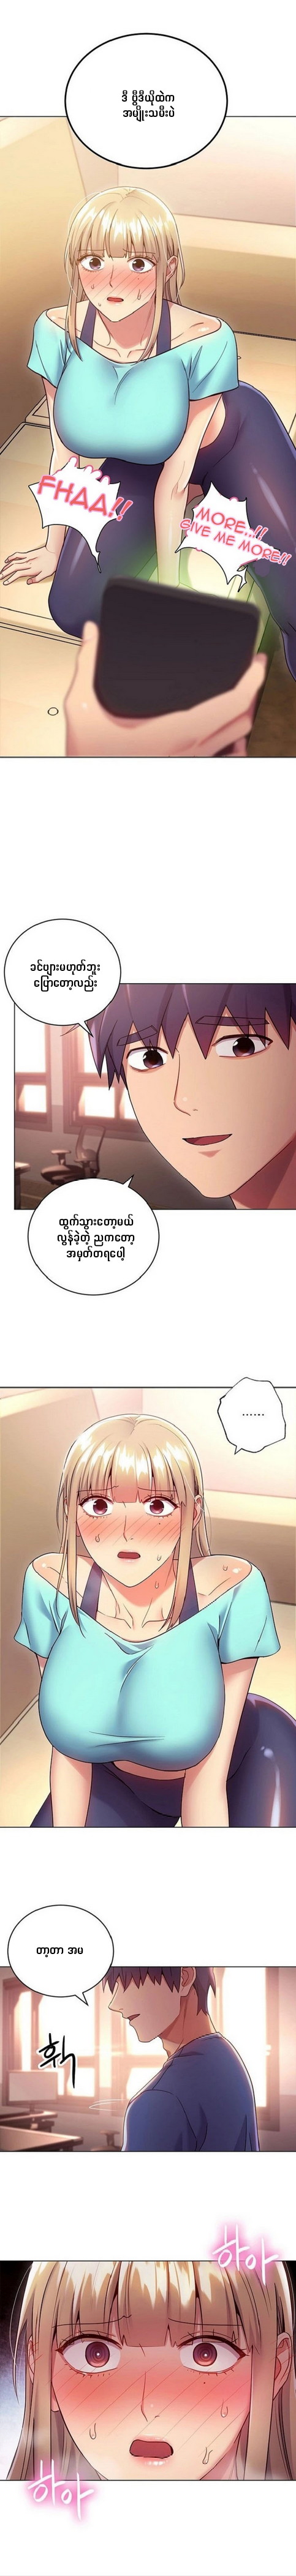 ဒီ ဗွီဒီယိုထဲက
အမျိုးသမီးပဲ
FHAA!!
MORE..!!
GIVE ME MORE!!
ခင်ဗျားမဟုတ်ဘူး
ပြောတော့လည်း
ထွက်သွားတော့မယ်
လွန်ခဲ့တဲ့ ညကတော့
အမှတ်တရပေါ့
......
တာ့တာ အမ
휙
하아
하아